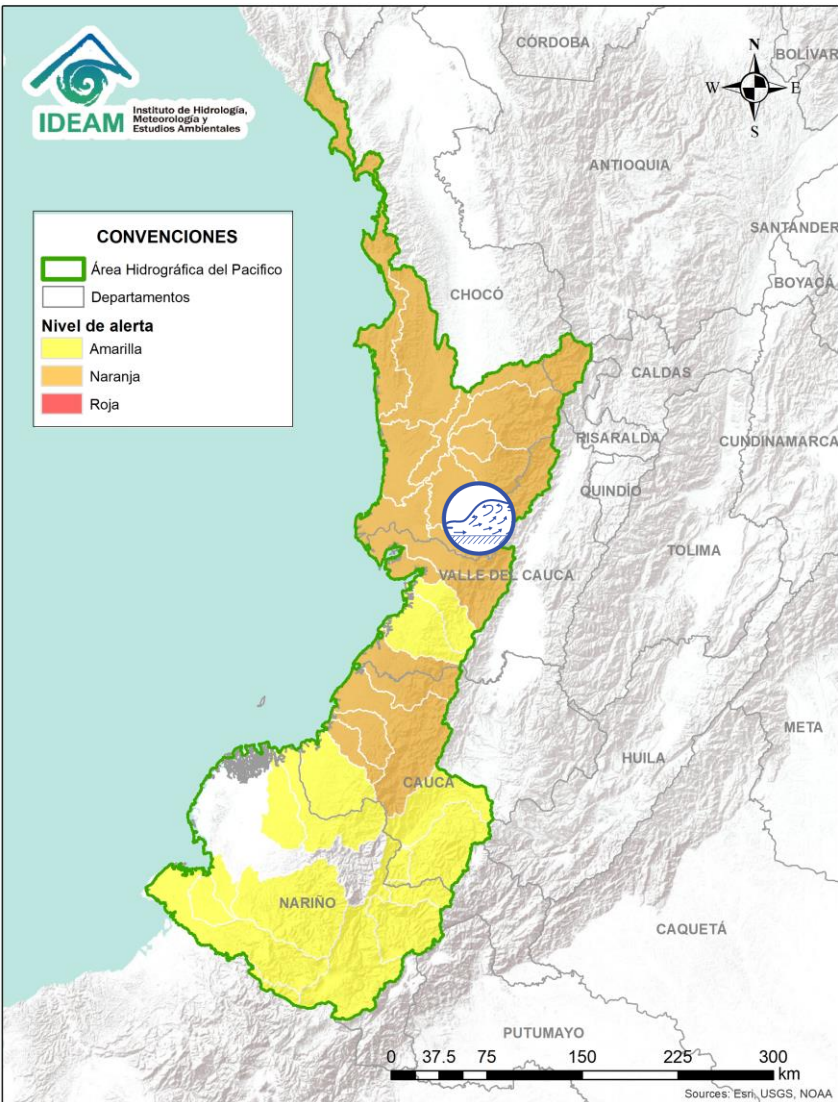 IDEAM
Instituto de Hidrología,
Meteorología y
Estudios Ambientales
CÓRDOBA
BOLÍVAR
N
W
E
S
ANTIOQUIA
SANTANDER
BOYACÁ
CONVENCIONES
Área Hidrográfica del Pacifico
Departamentos
Nivel de alerta
Amarilla
Naranja
Roja
CHOCÓ
CALDAS
RISARALDA
CUNDINAMARCA
QUINDÍO
TOLIMA
VALLE DEL CAUCA
META
HUILA
CAUCA
NARIÑO
CAQUETÁ
PUTUMAYO
0 37.5 75 150 225 300
km
Sources: Esri, USGS, NOAA